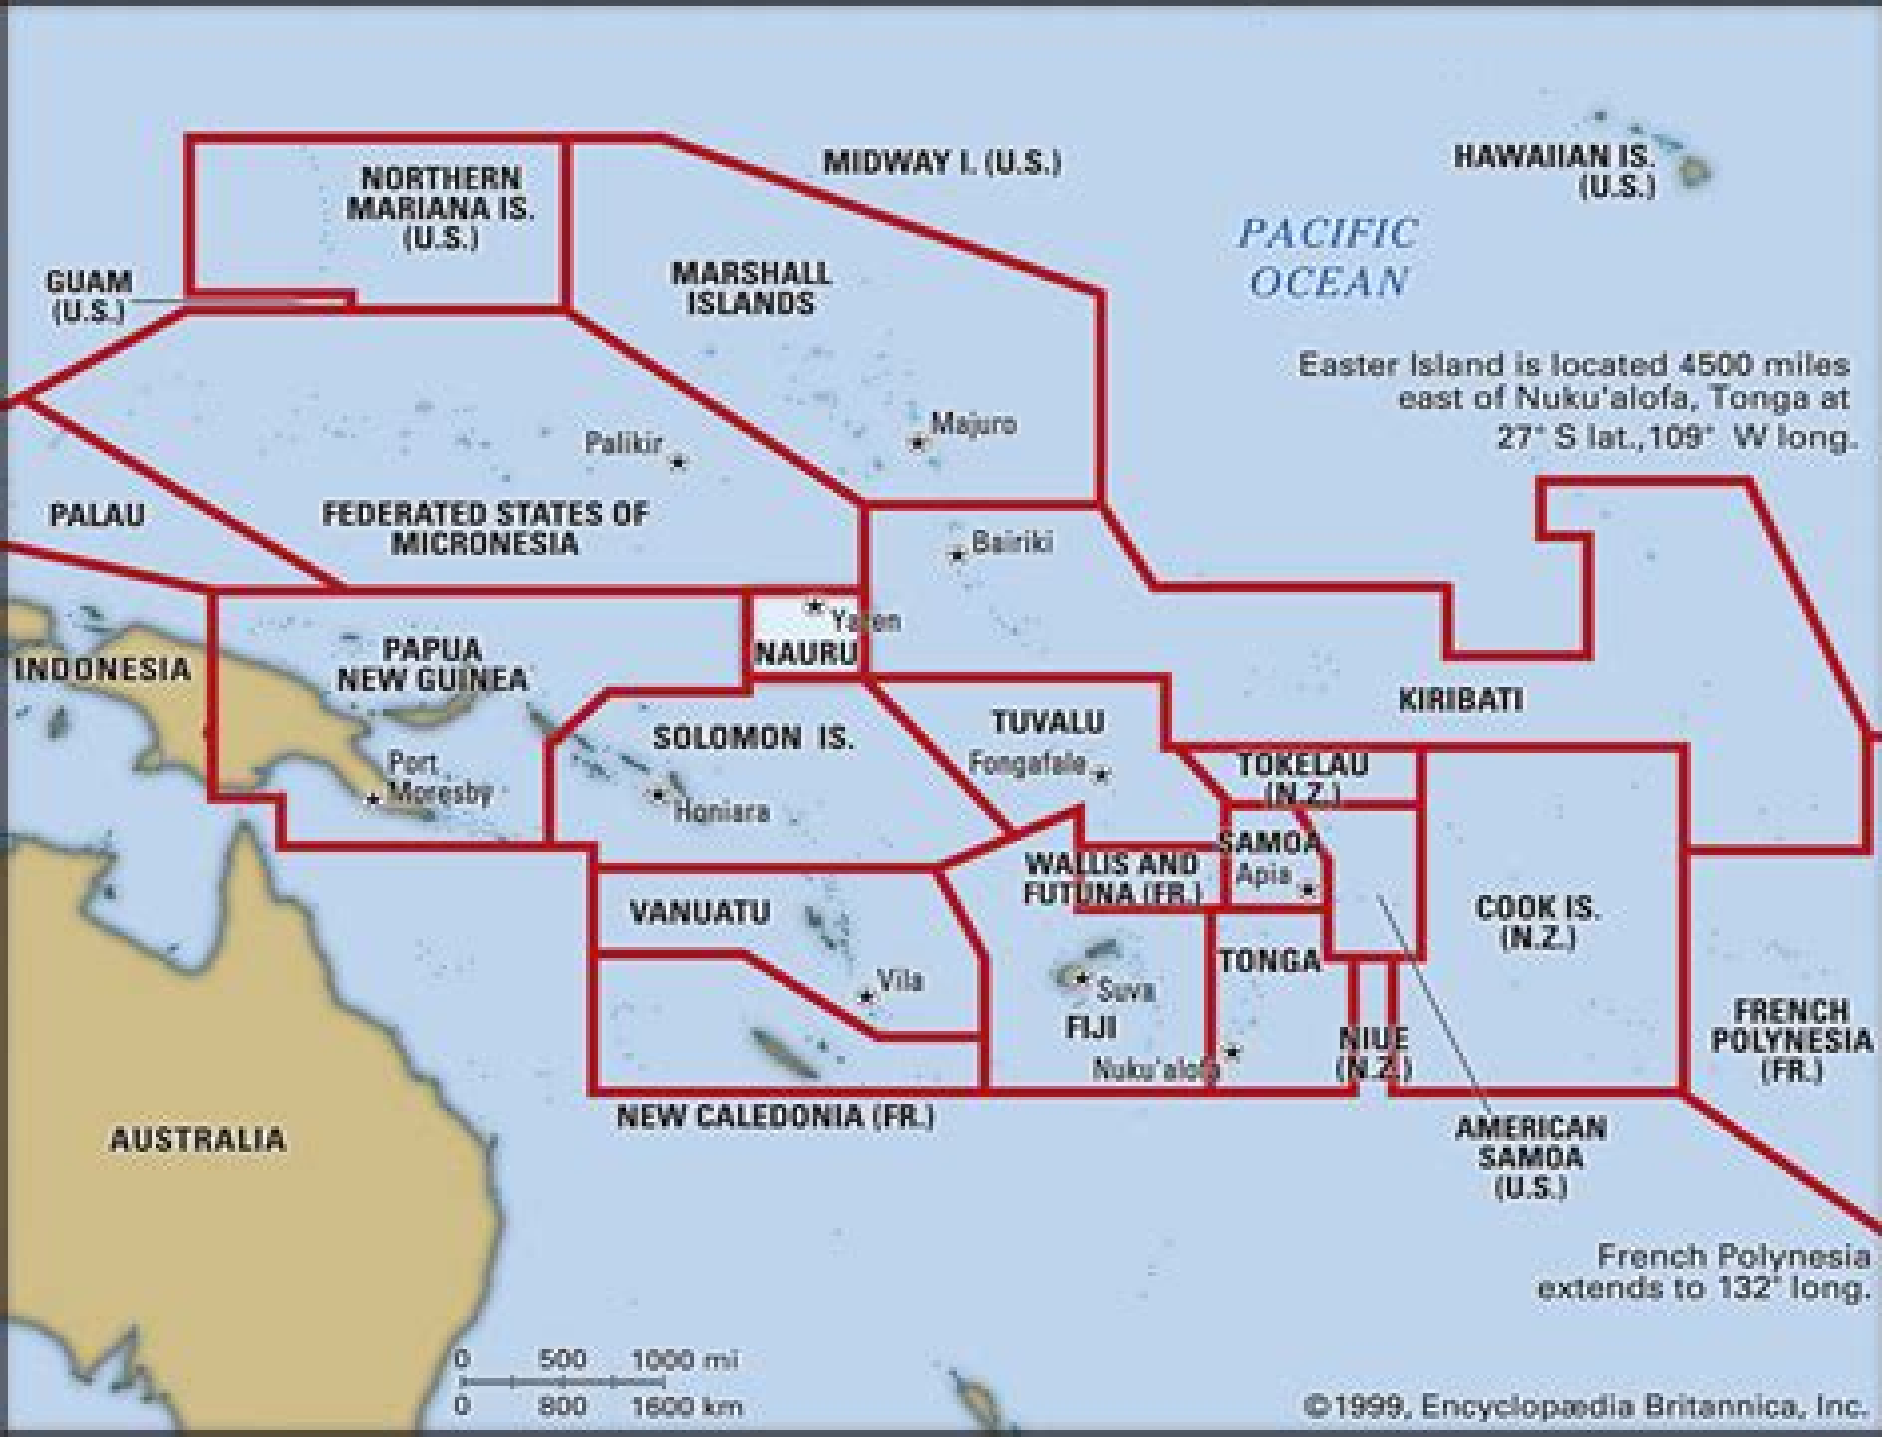 NORTHERN
MARIANA IS.
(U.S.)
MIDWAY I. (U.S.)
HAWAIIAN IS.
(U.S.)
PACIFIC
OCEAN
GUAM
(U.S.)
MARSHALL
ISLANDS
Easter Island is located 4500 miles
east of Nuku'alofa, Tonga at
27° S lat., 109° W long.
Majuro
Palikir
PALAU
FEDERATED STATES OF
MICRONESIA
Bairiki
Yaren
NAURU
INDONESIA
PAPUA
NEW GUINEA
KIRIBATI
SOLOMON IS.
TUVALU
Fongafale
TOKELAU
(N.Z.)
Port
Moresby
Honiara
SAMOA
Apia
WALLIS AND
FUTUNA (FR.)
VANUATU
COOK IS.
(N.Z.)
TONGA
Vila
Suva
FIJI
Nuku'alofa
NIUE
(N.Z.)
FRENCH
POLYNESIA
(FR.)
NEW CALEDONIA (FR.)
AUSTRALIA
AMERICAN
SAMOA
(U.S.)
French Polynesia
extends to 132° long.
0 500 1000 mi
0 800 1600 km
©1999, Encyclopædia Britannica, Inc.